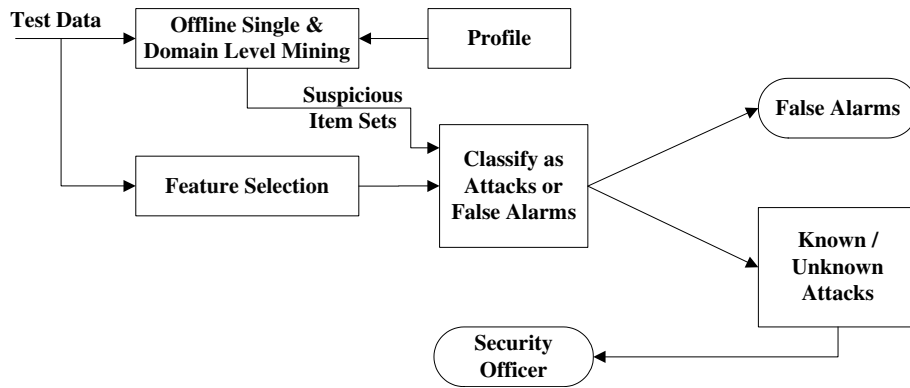 Test Data
Offline Single &
Domain Level Mining
Profile
Suspicious
Item Sets
False Alarms
Feature Selection
Classify as
Attacks or
False Alarms
Known /
Unknown
Attacks
Security
Officer